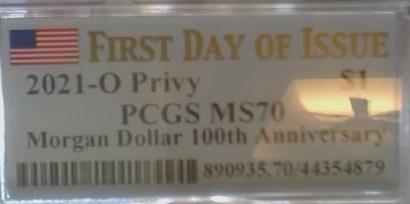 FIRST DAY OF ISSUE
2021-O Privy $1
PCGS MS70
Morgan Dollar 100th Anniversary
890935.70/44354879